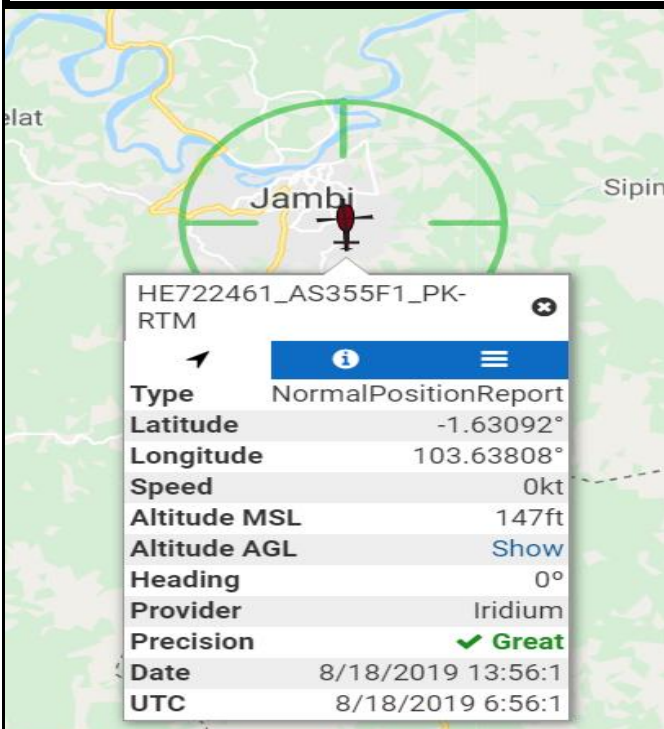 elat
Jambi
Sipin
HE722461_AS355F1_PK-
RTM
Type NormalPositionReport
Latitude -1.63092°
Longitude 103.63808°
Speed 0kt
Altitude MSL 147ft
Altitude AGL Show
Heading 0°
Provider Iridium
Precision Great
Date 8/18/2019 13:56:1
UTC 8/18/2019 6:56:1